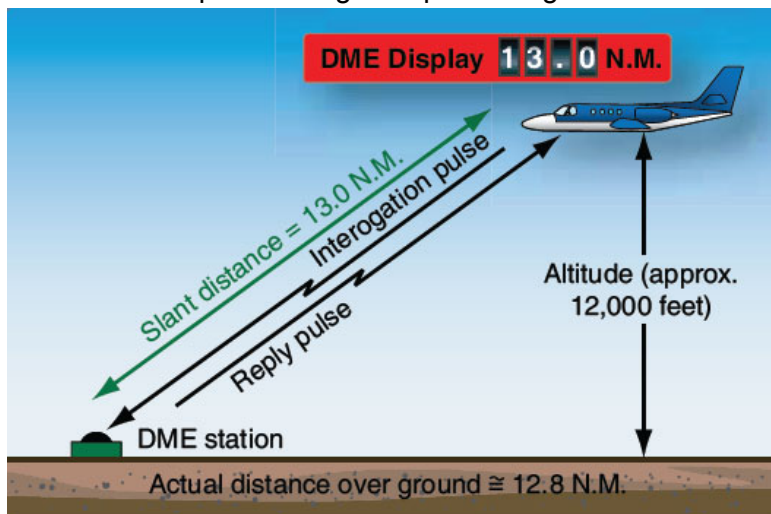 DME Display 13.0 N.M.
Slant distance = 13.0 N.M.
Interogation pulse
Reply pulse
Altitude (approx.
12,000 feet)
DME station
Actual distance over ground ≅ 12.8 N.M.